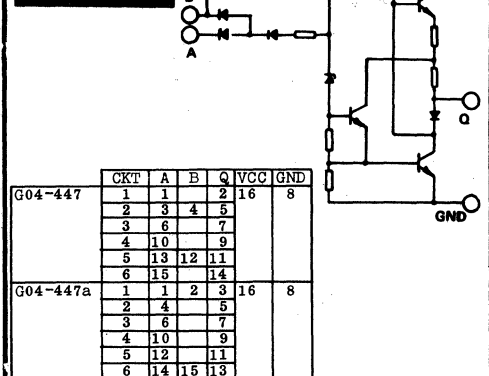 A
Q
GND
CKT A B Q VCC GND
G04-447 1 1 2 16 8
2 3 4 5
3 6 7
4 10 9
5 13 12 11
6 15 14
G04-447a 1 1 2 3 16 8
2 4 5
3 6 7
4 10 9
5 12 11
6 14 15 13